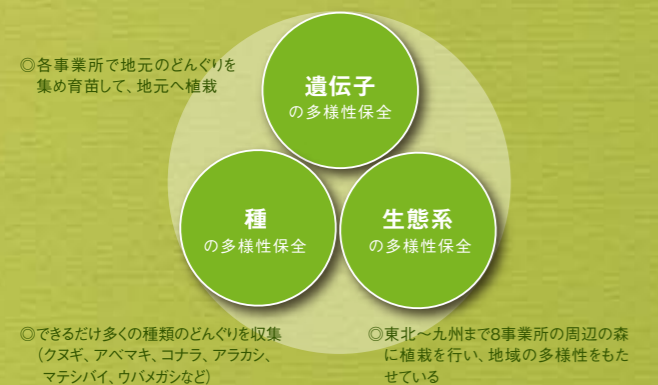 ◎各事業所で地元のどんぐりを
集め育苗して、地元へ植栽
遺伝子
の多様性保全
種
の多様性保全
生態系
の多様性保全
◎できるだけ多くの種類のどんぐりを収集
（クヌギ、アベマキ、コナラ、アラカシ、
マテシバイ、ウバメガシなど）
◎東北～九州まで8事業所の周辺の森
に植栽を行い、地域の多様性をもた
せている